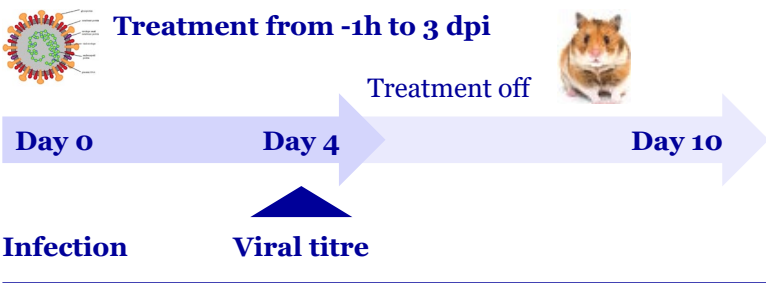 Treatment from -1h to 3 dpi
Treatment off
Day 0 Day 4 Day 10
Infection Viral titre